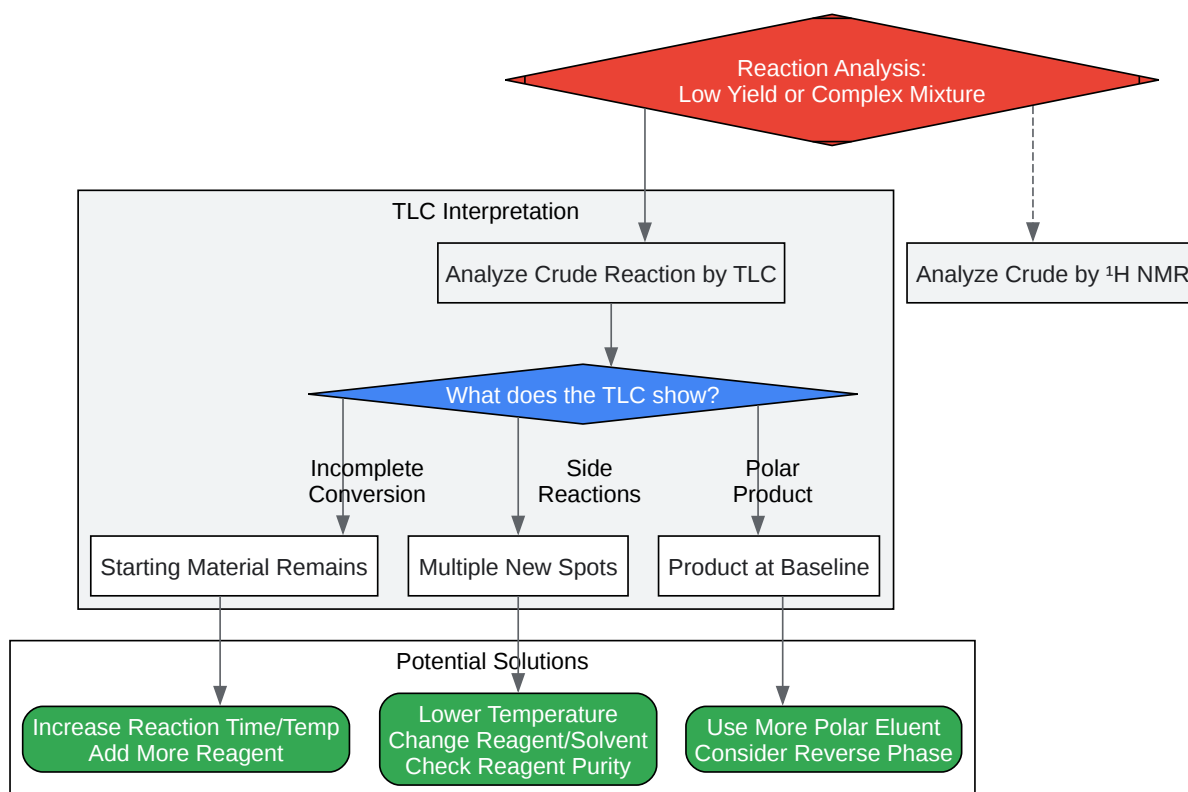 Reaction Analysis:
Low Yield or Complex Mixture
TLC Interpretation
Analyze Crude Reaction by TLC
Analyze Crude by ¹H NMR
What does the TLC show?
Incomplete
Conversion
Side
Reactions
Polar
Product
Starting Material Remains
Multiple New Spots
Product at Baseline
Potential Solutions
Increase Reaction Time/Temp
Add More Reagent
Lower Temperature
Change Reagent/Solvent
Check Reagent Purity
Use More Polar Eluent
Consider Reverse Phase